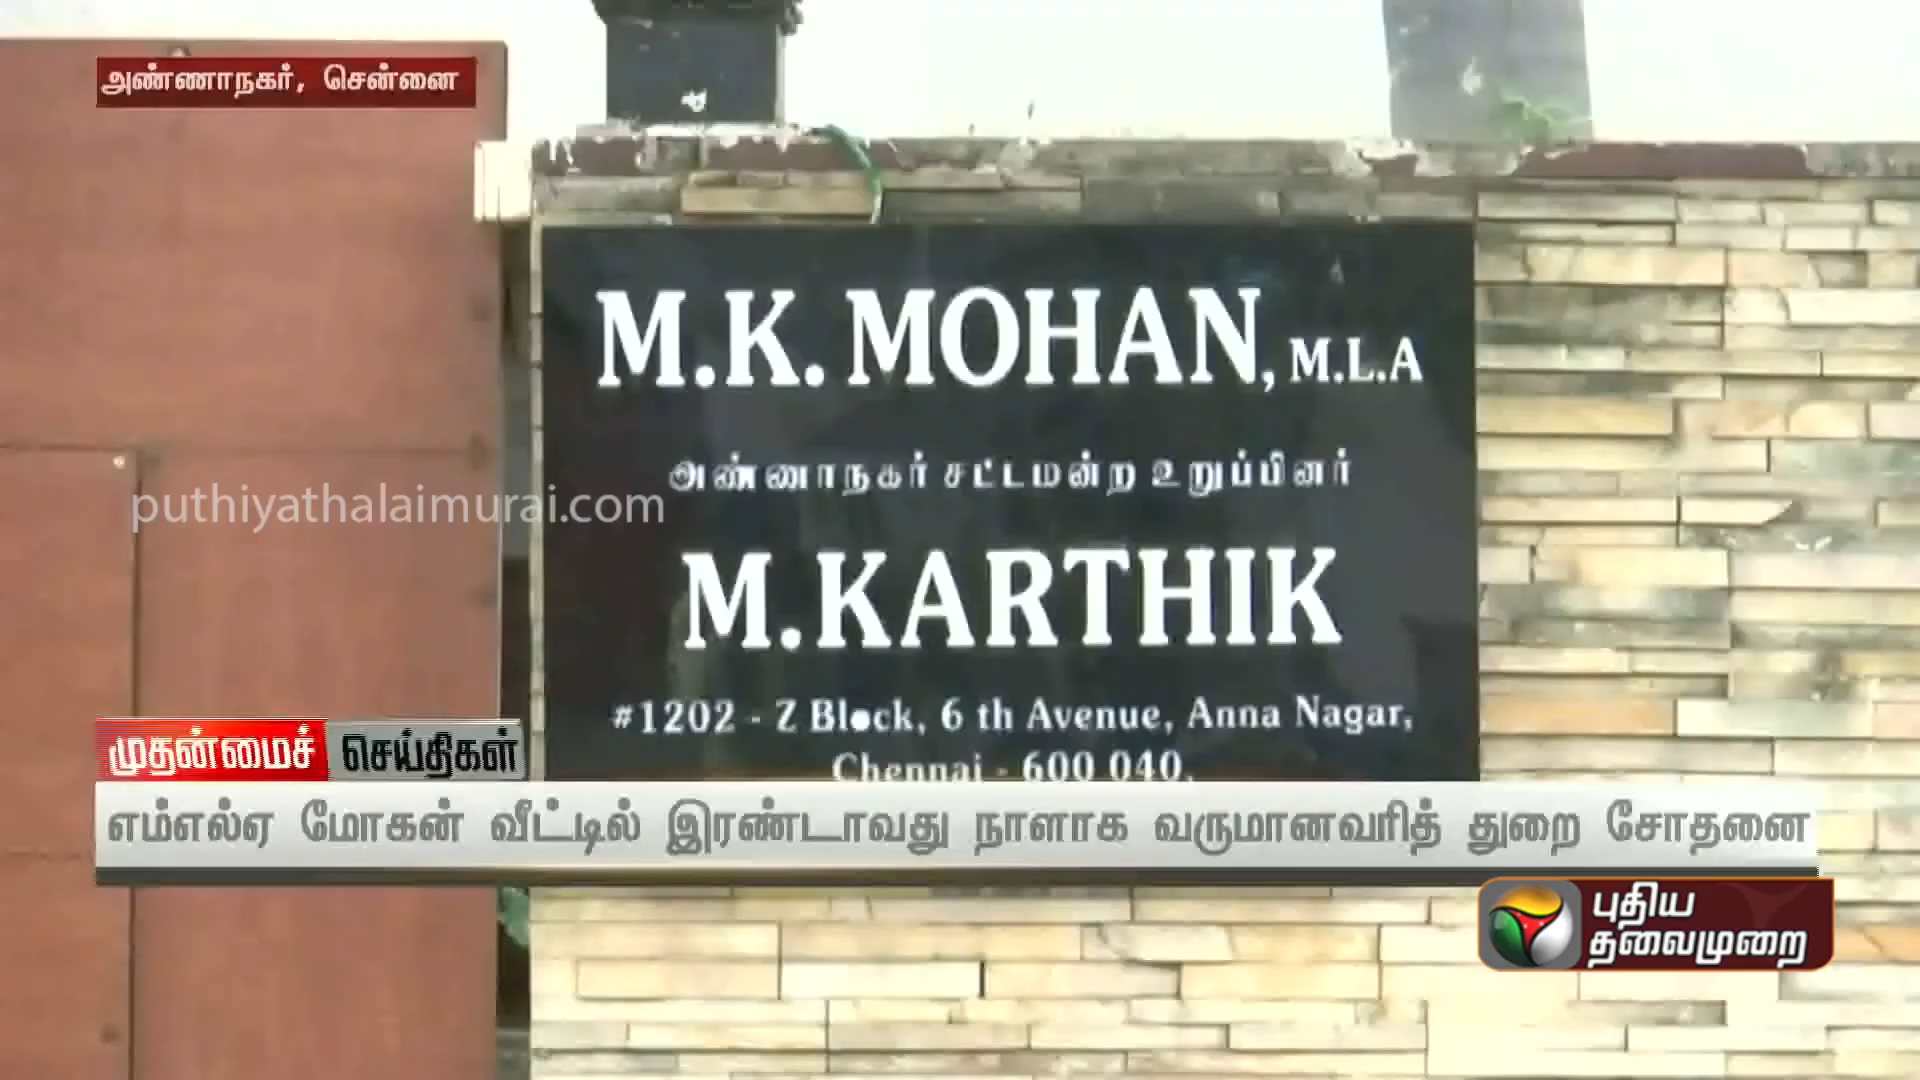 அண்ணாநகர், சென்னை
M.K. MOHAN, M.L.A
அண்ணாநகர் சட்டமன்ற உறுப்பினர்
puthiyathalaimurai.com
M.KARTHIK
#1202 - Z Block, 6 th Avenue, Anna Nagar,
Chennai - 600 040.
முதன்மைச் செய்திகள்
எம்எல்ஏ மோகன் வீட்டில் இரண்டாவது நாளாக வருமானவரித் துறை சோதனை
புதிய
தலைமுறை